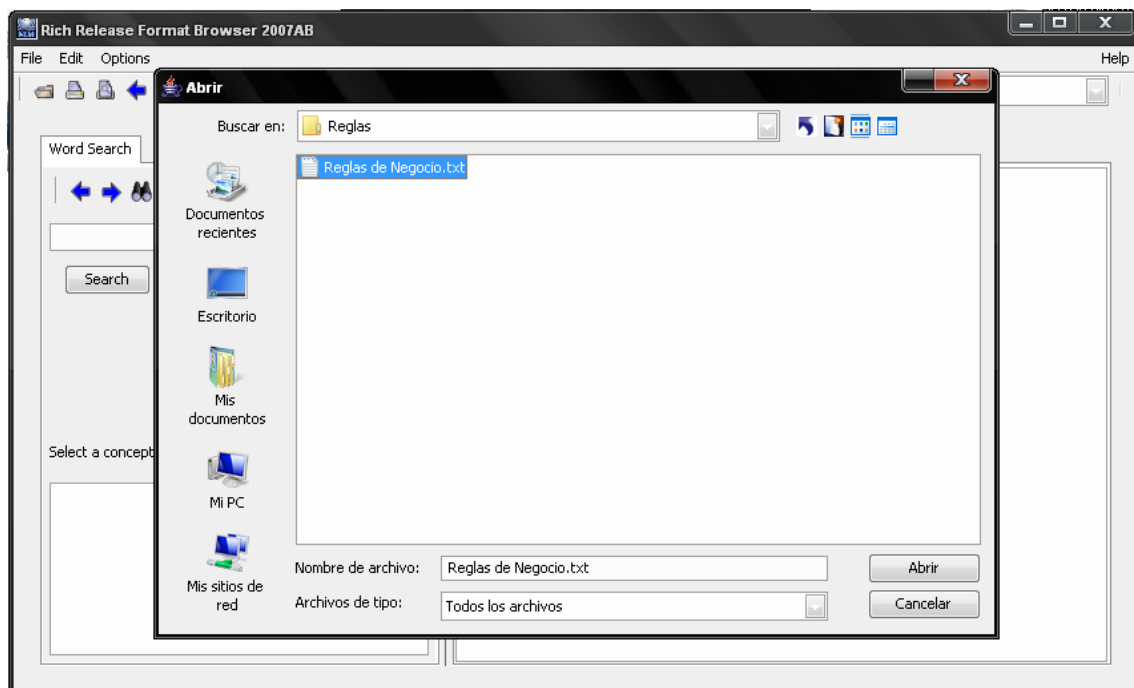 Rich Release Format Browser 2007AB
File Edit Options Help
Abrir
Buscar en: Reglas
Word Search
Reglas de Negocio.txt
Documentos
recientes
Search
Escritorio
Mis
documentos
Select a concept
Mi PC
Nombre de archivo: Reglas de Negocio.txt Abrir
Mis sitios de
red
Archivos de tipo: Todos los archivos Cancelar